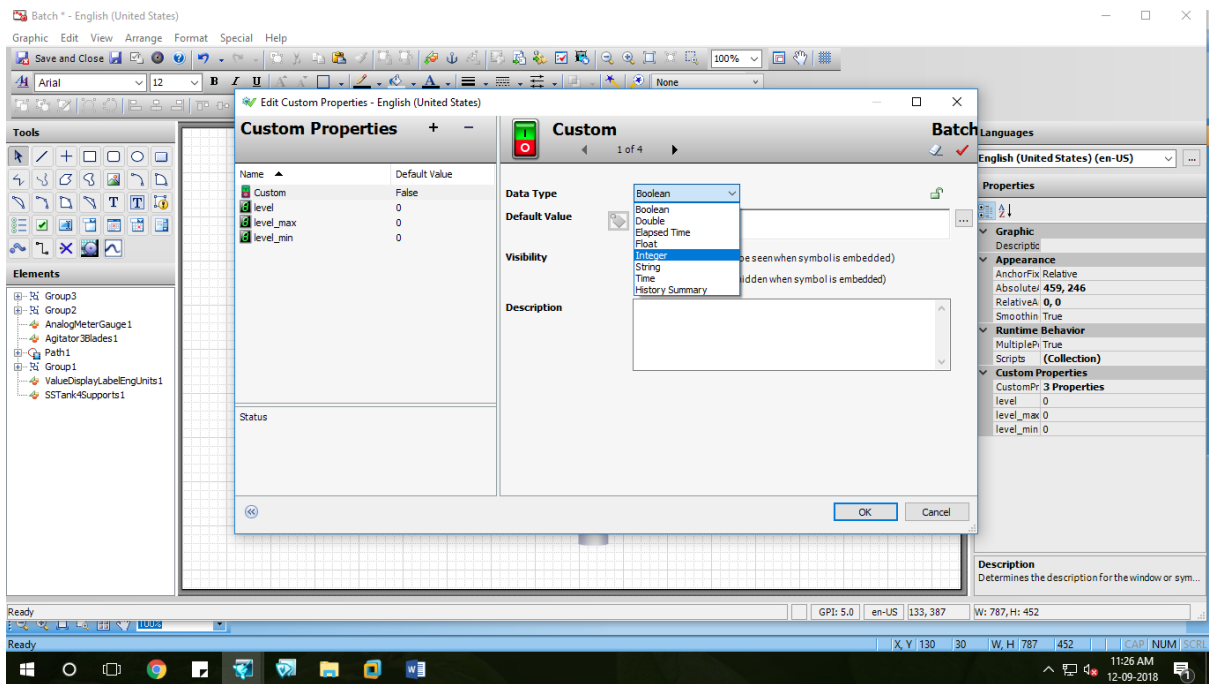 Batch * - English (United States)
Graphic Edit View Arrange Format Special Help
Save and Close 100%
Arial 12 B I U A None
Edit Custom Properties - English (United States)
Custom Properties + -
Custom
Batch
1 of 4
Name Default Value
Custom False
level 0
level_max 0
level_min 0
Status
Data Type Boolean
Boolean
Double
Elapsed Time
Float
Integer
String
Time
History Summary
Default Value
...
Visibility
be seen when symbol is embedded)
hidden when symbol is embedded)
Description
OK Cancel
Tools
T T
Elements
Group3
Group2
AnalogMeterGauge1
Agitator3Blades1
Path1
Group1
ValueDisplayLabelEngUnits1
SSTank4Supports1
Languages
English (United States) (en-US) ...
Properties
Graphic
Descriptic
Appearance
AnchorFix Relative
Absolute 459, 246
RelativeA 0, 0
Smoothin True
Runtime Behavior
MultipleP True
Scripts (Collection)
Custom Properties
CustomPr 3 Properties
level 0
level_max 0
level_min 0
Description
Determines the description for the window or sym...
Ready GPI: 5.0 en-US 133, 387 W: 787, H: 452
100%
Ready X, Y 130 30 W, H 787 452 CAP NUM SCRL
11:26 AM
12-09-2018